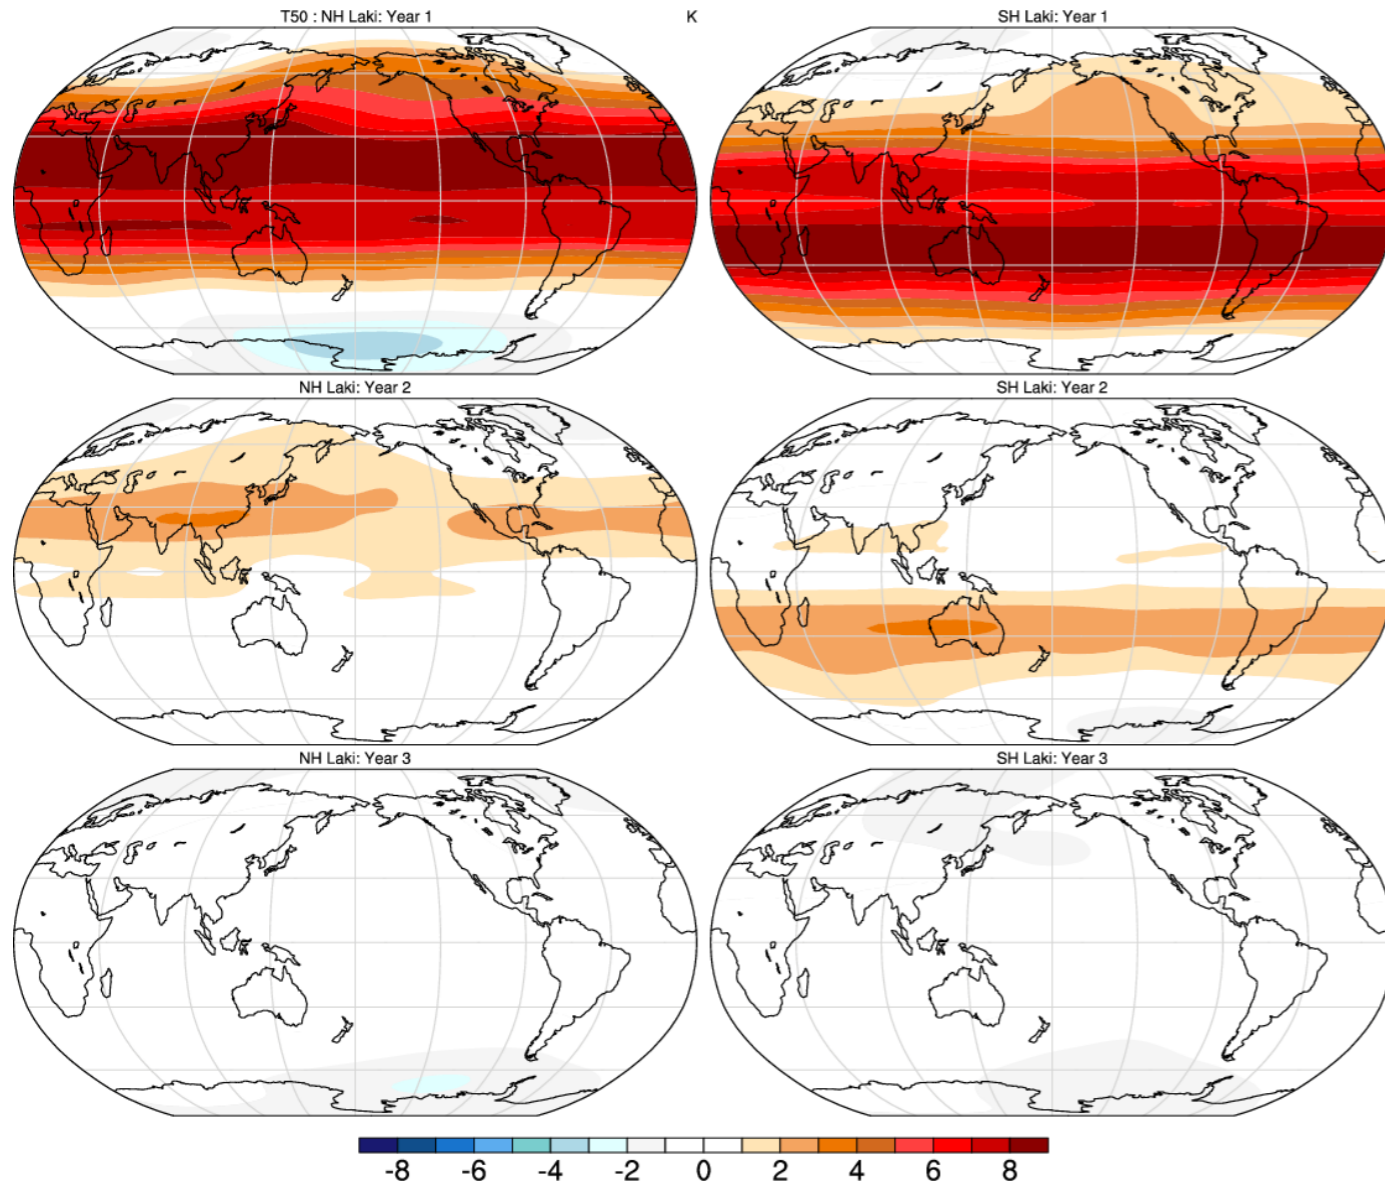 T50 : NH Laki: Year 1 K
SH Laki: Year 1
NH Laki: Year 2
SH Laki: Year 2
NH Laki: Year 3
SH Laki: Year 3
-8 -6 -4 -2 0 2 4 6 8